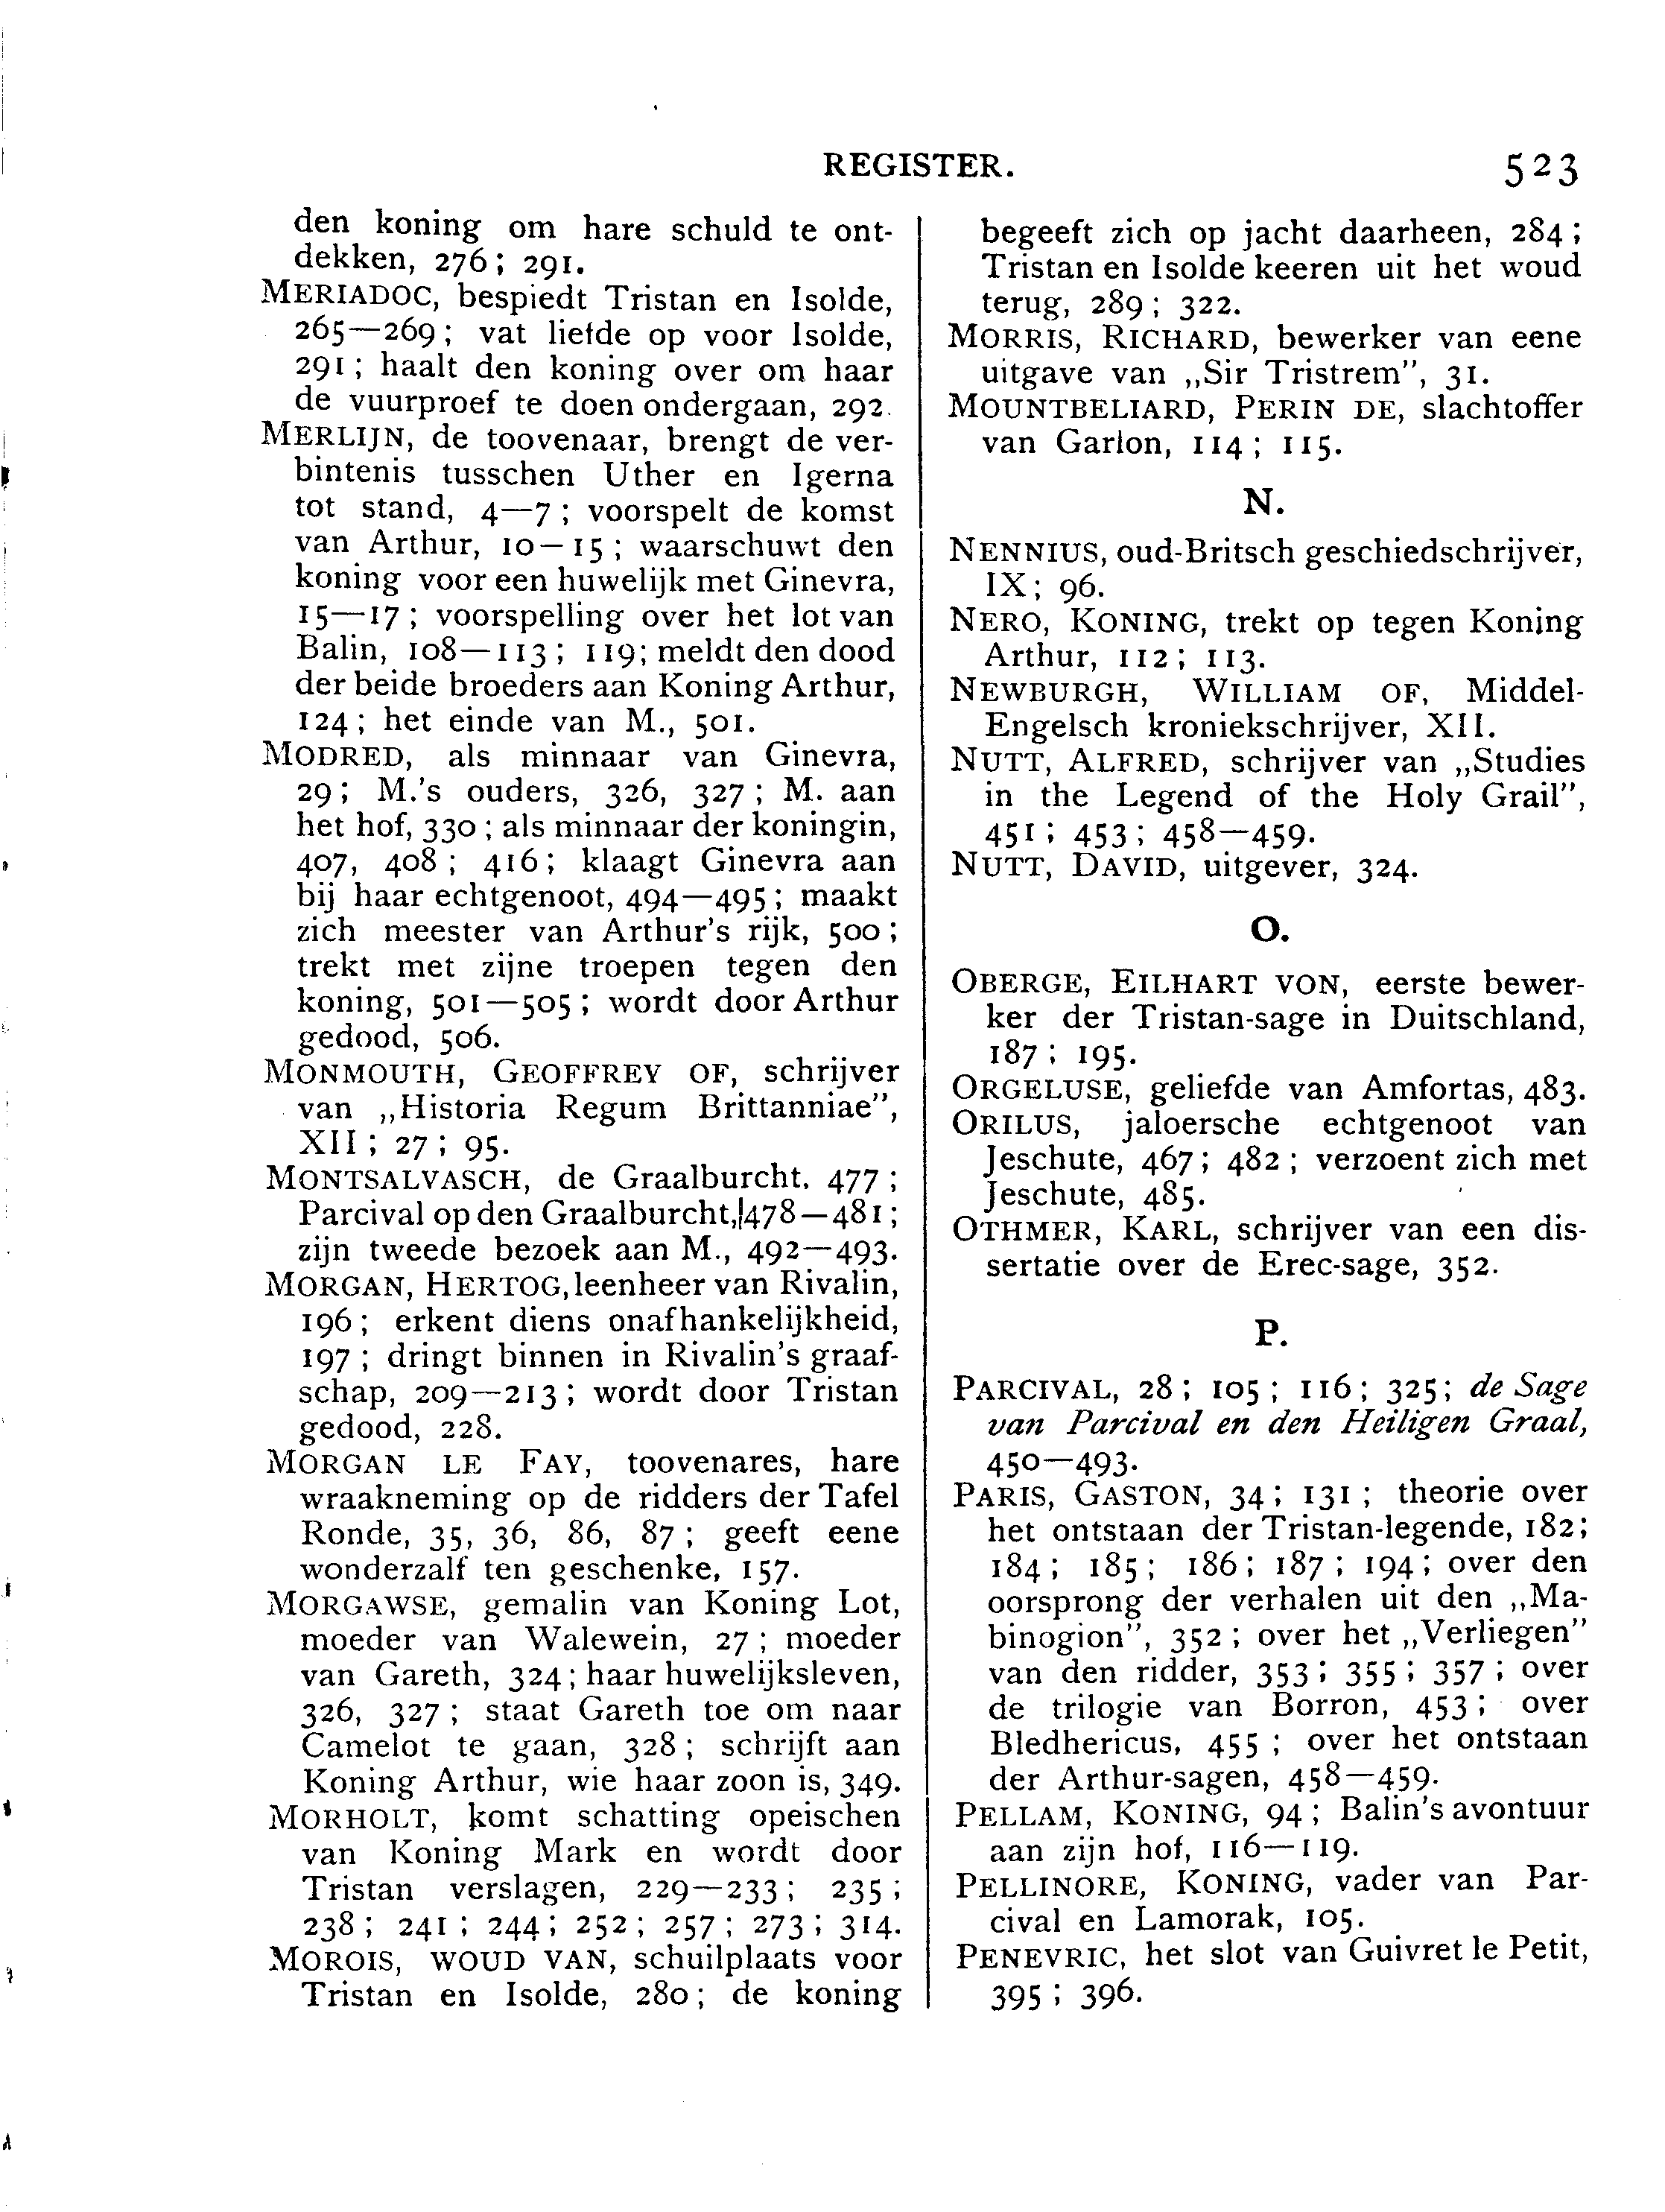 REGISTER. 523
den koning om hare schuld te ont-
dekken, 276; 291.
MERIADOC, bespiedt Tristan en Isolde,
265—269; vat liefde op voor Isolde,
291; haalt den koning over om haar
de vuurproef te doen ondergaan, 292.
MERLIJN, de toovenaar, brengt de ver-
bintenis tusschen Uther en Igerna
tot stand, 4—7; voorspelt de komst
van Arthur, 10—15; waarschuwt den
koning voor een huwelijk met Ginevra,
15—17; voorspelling over het lot van
Balin, 108—113; 119; meldt den dood
der beide broeders aan Koning Arthur,
124; het einde van M., 501.
MODRED, als minnaar van Ginevra,
29; M.'s ouders, 326, 327; M. aan
het hof, 330; als minnaar der koningin,
407, 408; 416; klaagt Ginevra aan
bij haar echtgenoot, 494—495; maakt
zich meester van Arthur's rijk, 500;
trekt met zijne troepen tegen den
koning, 501—505; wordt door Arthur
gedood, 506.
MONMOUTH, GEOFFREY OF, schrijver
van „Historia Regum Brittanniae”,
XII; 27; 95.
MONTSALVASCH, de Graalburcht, 477;
Parcival op den Graalburcht, 478—481;
zijn tweede bezoek aan M., 492—493.
MORGAN, HERTOG, leenheer van Rivalin,
196; erkent diens onafhankelijkheid,
197; dringt binnen in Rivalin's graaf-
schap, 209—213; wordt door Tristan
gedood, 228.
MORGAN LE FAY, toovenares, hare
wraakneming op de ridders der Tafel
Ronde, 35, 36, 86, 87; geeft eene
wonderzalf ten geschenke, 157.
MORGAWSE, gemalin van Koning Lot,
moeder van Walewein, 27; moeder
van Gareth, 324; haar huwelijksleven,
326, 327; staat Gareth toe om naar
Camelot te gaan, 328; schrijft aan
Koning Arthur, wie haar zoon is, 349.
MORHOLT, komt schatting opeischen
van Koning Mark en wordt door
Tristan verslagen, 229—233; 235;
238; 241; 244; 252; 257; 273; 314.
MOROIS, WOUD VAN, schuilplaats voor
Tristan en Isolde, 280; de koning
begeeft zich op jacht daarheen, 284;
Tristan en Isolde keeren uit het woud
terug, 289; 322.
MORRIS, RICHARD, bewerker van eene
uitgave van „Sir Tristrem”, 31.
MOUNTBELIARD, PERIN DE, slachtoffer
van Garlon, 114; 115.
N.
NENNIUS, oud-Britsch geschiedschrijver,
IX; 96.
NERO, KONING, trekt op tegen Koning
Arthur, 112; 113.
NEWBURGH, WILLIAM OF, Middel-
Engelsch kroniekschrijver, XII.
NUTT, ALFRED, schrijver van „Studies
in the Legend of the Holy Grail”,
451; 453; 458—459.
NUTT, DAVID, uitgever, 324.
O.
OBERGE, EILHART VON, eerste bewer-
ker der Tristan-sage in Duitschland,
187; 195.
ORGELUSE, geliefde van Amfortas, 483.
ORILUS, jaloersche echtgenoot van
Jeschute, 467; 482; verzoent zich met
Jeschute, 485.
OTHMER, KARL, schrijver van een dis-
sertatie over de Erec-sage, 352.
P.
PARCIVAL, 28; 105; 116; 325; de Sage
van Parcival en den Heiligen Graal,
450—493.
PARIS, GASTON, 34; 131; theorie over
het ontstaan der Tristan-legende, 182;
184; 185; 186; 187; 194; over den
oorsprong der verhalen uit den „Ma-
binogion”, 352; over het „Verliegen”
van den ridder, 353; 355; 357; over
de trilogie van Borron, 453; over
Bledhericus, 455; over het ontstaan
der Arthur-sagen, 458—459.
PELLAM, KONING, 94; Balin's avontuur
aan zijn hof, 116—119.
PELLINORE, KONING, vader van Par-
cival en Lamorak, 105.
PENEVRIC, het slot van Guivret le Petit,
395; 396.